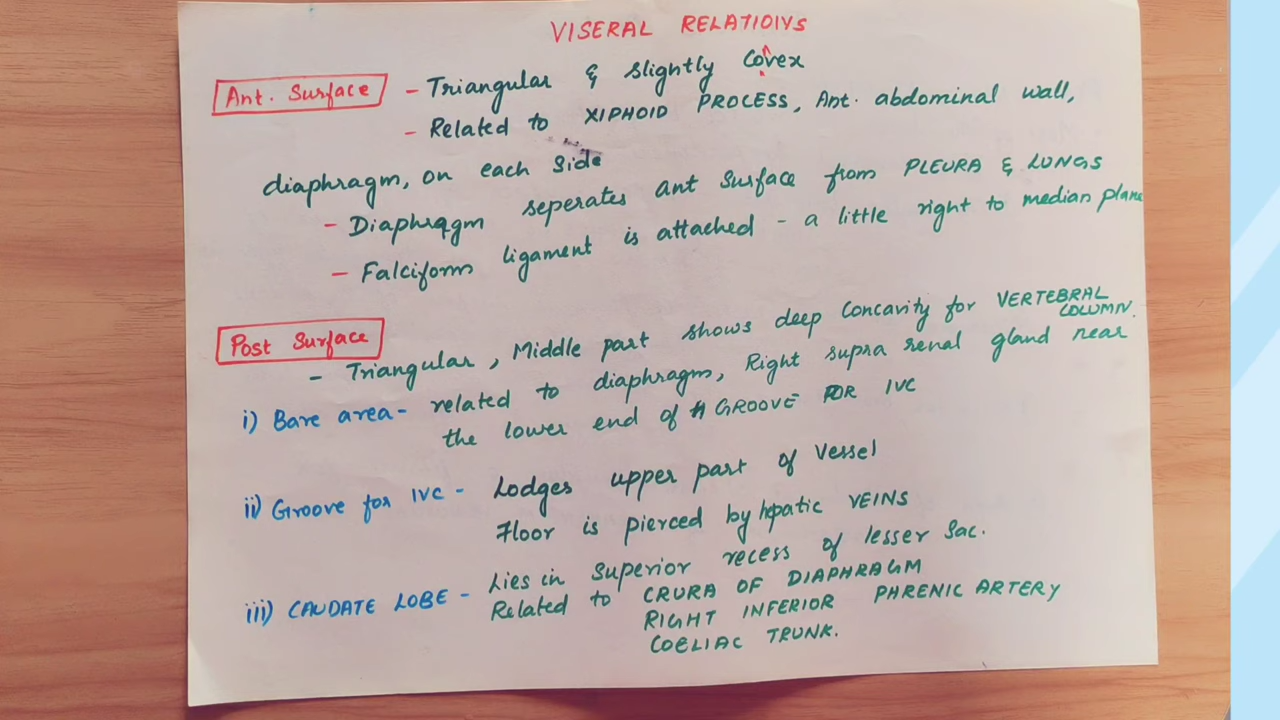 VISERAL RELATIONS
Ant. Surface - Triangular & slightly Covex
- Related to XIPHOID PROCESS, Ant. abdominal wall,
diaphragm, on each side
- Diaphragm seperates ant surface from PLEURA & LUNGS
- Falciform ligament is attached - a little right to median plane
Post Surface
- Triangular, Middle part shows deep concavity for VERTEBRAL COLUMN.
i) Bare area - related to diaphragm, Right supra renal gland near
the lower end of GROOVE FOR IVC
ii) Groove for IVC - Lodges upper part of vessel
Floor is pierced by hepatic VEINS
iii) CAUDATE LOBE - Lies in superior recess of lesser sac.
Related to CRURA OF DIAPHRAGM
RIGHT INFERIOR PHRENIC ARTERY
COELIAC TRUNK.